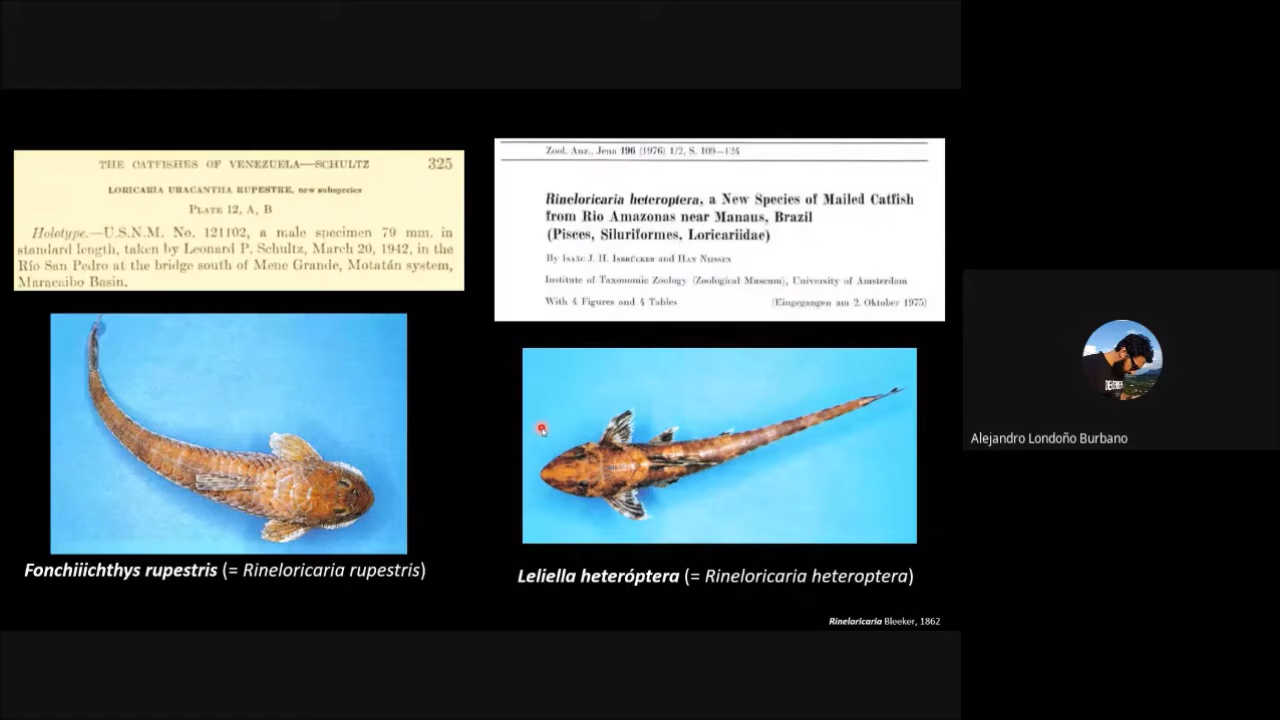 THE CATFISHES OF VENEZUELA—SCHULTZ 325
LORICARIA URACANTHA RUPESTRE, new subspecies
PLATE 12, A, B
Holotype.—U.S.N.M. No. 121102, a male specimen 79 mm. in
standard length, taken by Leonard P. Schultz, March 20, 1942, in the
Río San Pedro at the bridge south of Mene Grande, Motatán system,
Maracaibo Basin.
Fonchiiichthys rupestris (= Rineloricaria rupestris)
Zool. Anz., Jena 196 (1976) 1/2, S. 109—124
Rineloricaria heteroptera, a New Species of Mailed Catfish
from Rio Amazonas near Manaus, Brazil
(Pisces, Siluriformes, Loricariidae)
By ISAÄC J. H. ISBRÜCKER and HAN NIJSSEN
Institute of Taxonomic Zoology (Zoological Museum), University of Amsterdam
With 4 Figures and 4 Tables (Eingegangen am 2. Oktober 1975)
Leliella heteróptera (= Rineloricaria heteroptera)
Rineloricaria Bleeker, 1862
Alejandro Londoño Burbano